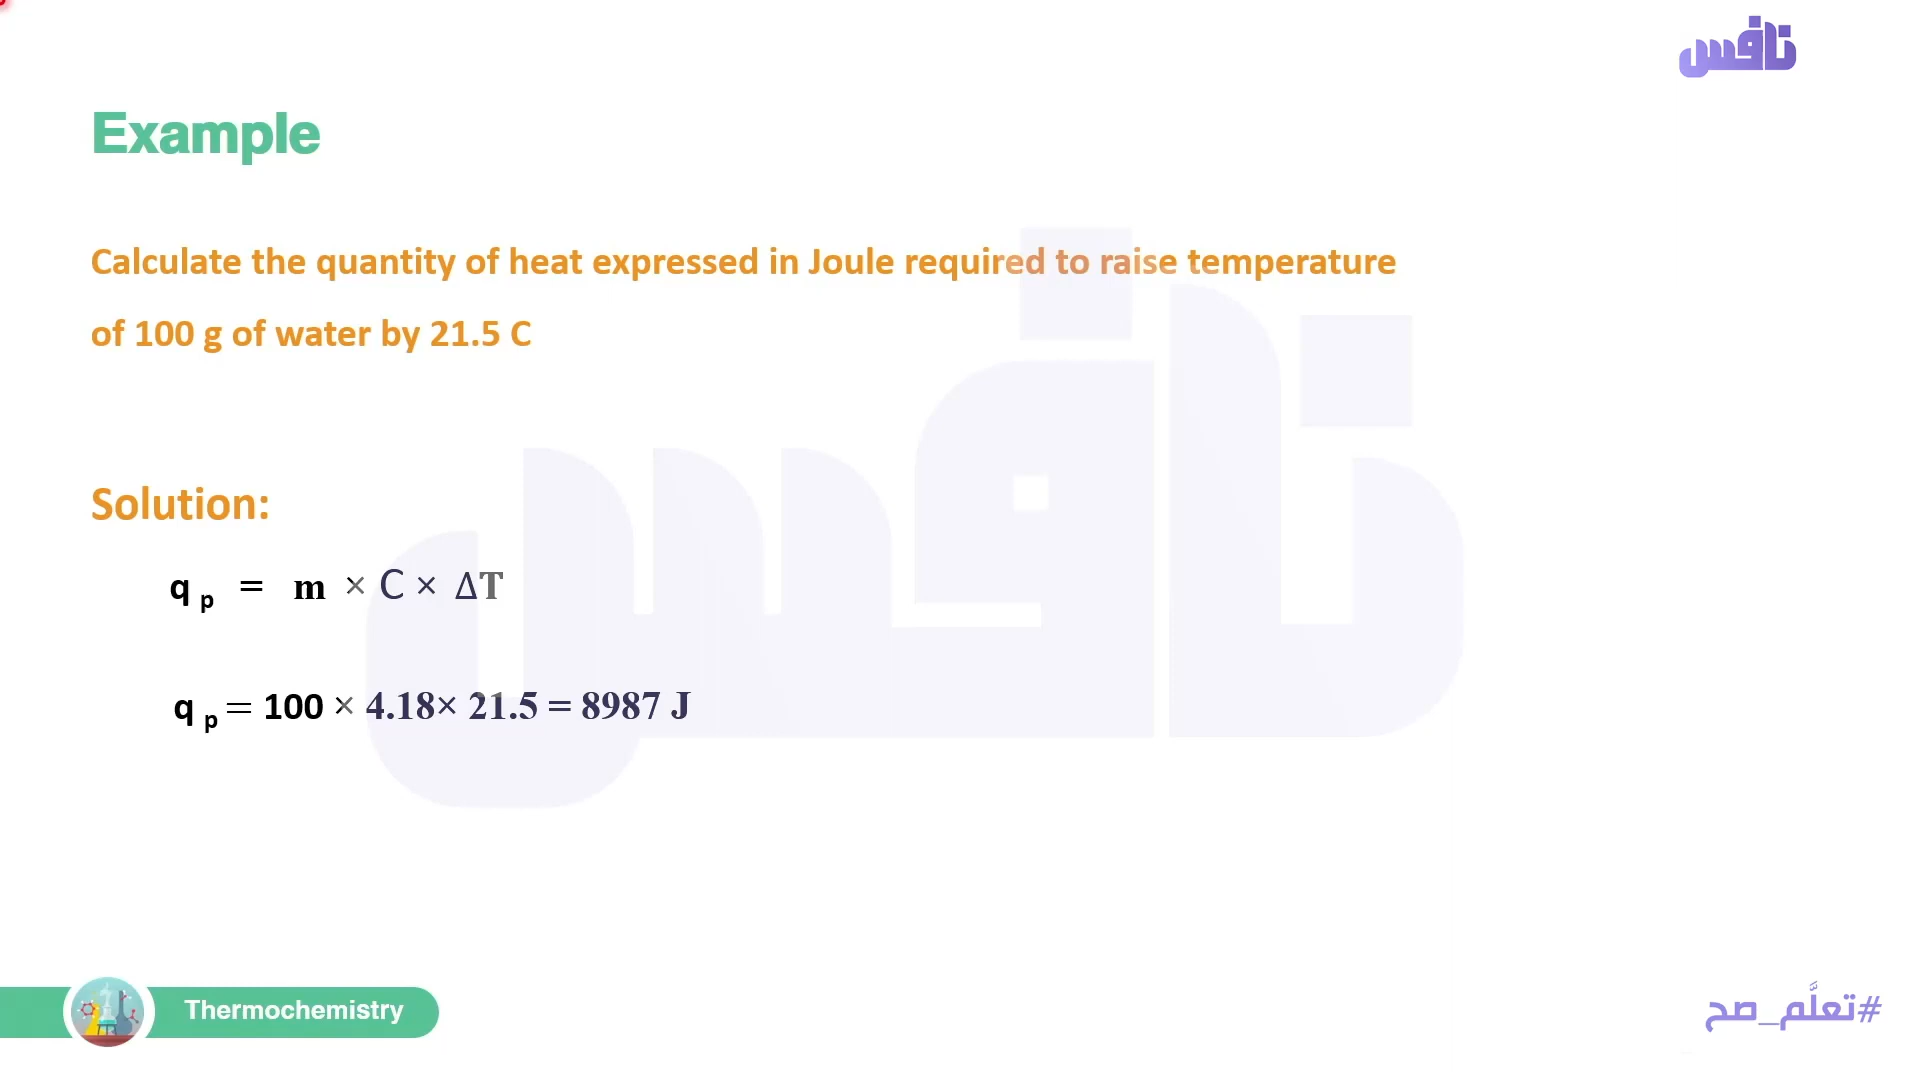 نافس
Example
Calculate the quantity of heat expressed in Joule required to raise temperature
of 100 g of water by 21.5 C
Solution:
q p = m × C × ΔT
q p = 100 × 4.18× 21.5 = 8987 J
نافس
Thermochemistry
#تعلَّم_صح